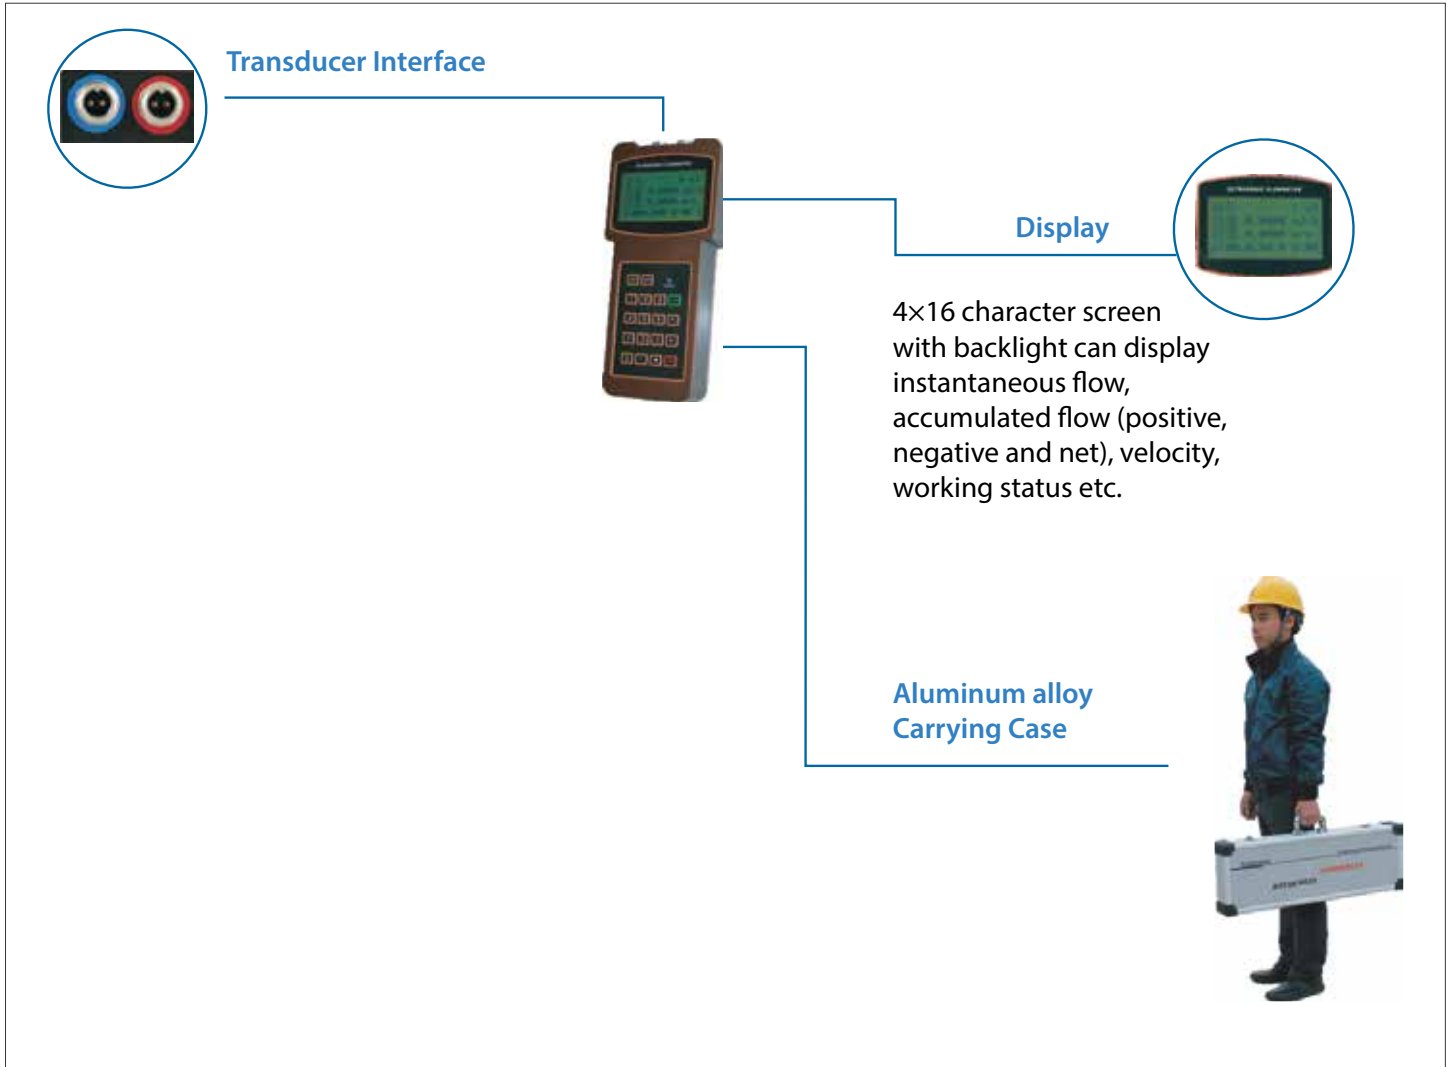 Transducer Interface
Display
4×16 character screen
with backlight can display
instantaneous flow,
accumulated flow (positive,
negative and net), velocity,
working status etc.
Aluminum alloy
Carrying Case